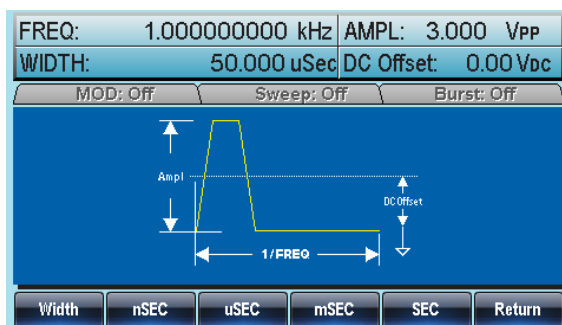 FREQ: 1.000000000 kHz AMPL: 3.000 VPP
WIDTH: 50.000 uSec DC Offset: 0.00 VDC
MOD: Off Sweep: Off Burst: Off
Ampl
DC Offset
1/FREQ
Width nSEC uSEC mSEC SEC Return